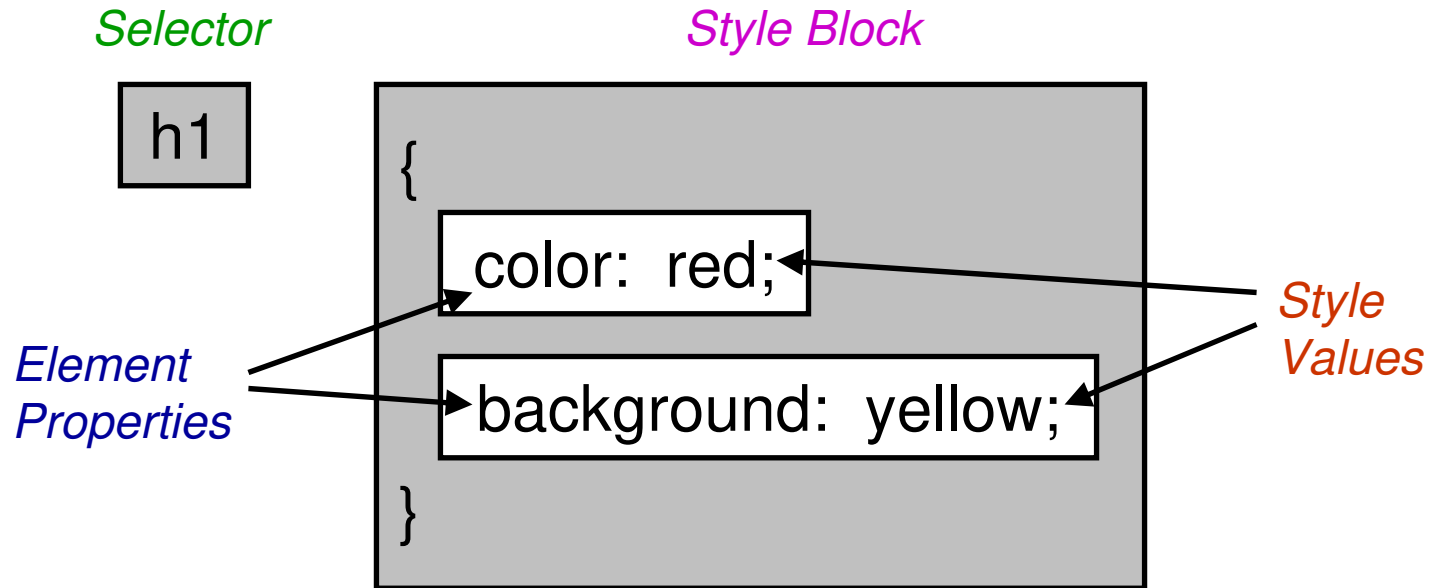 Selector
Style Block
h1
{
color: red;
background: yellow;
}
Element
Properties
Style
Values